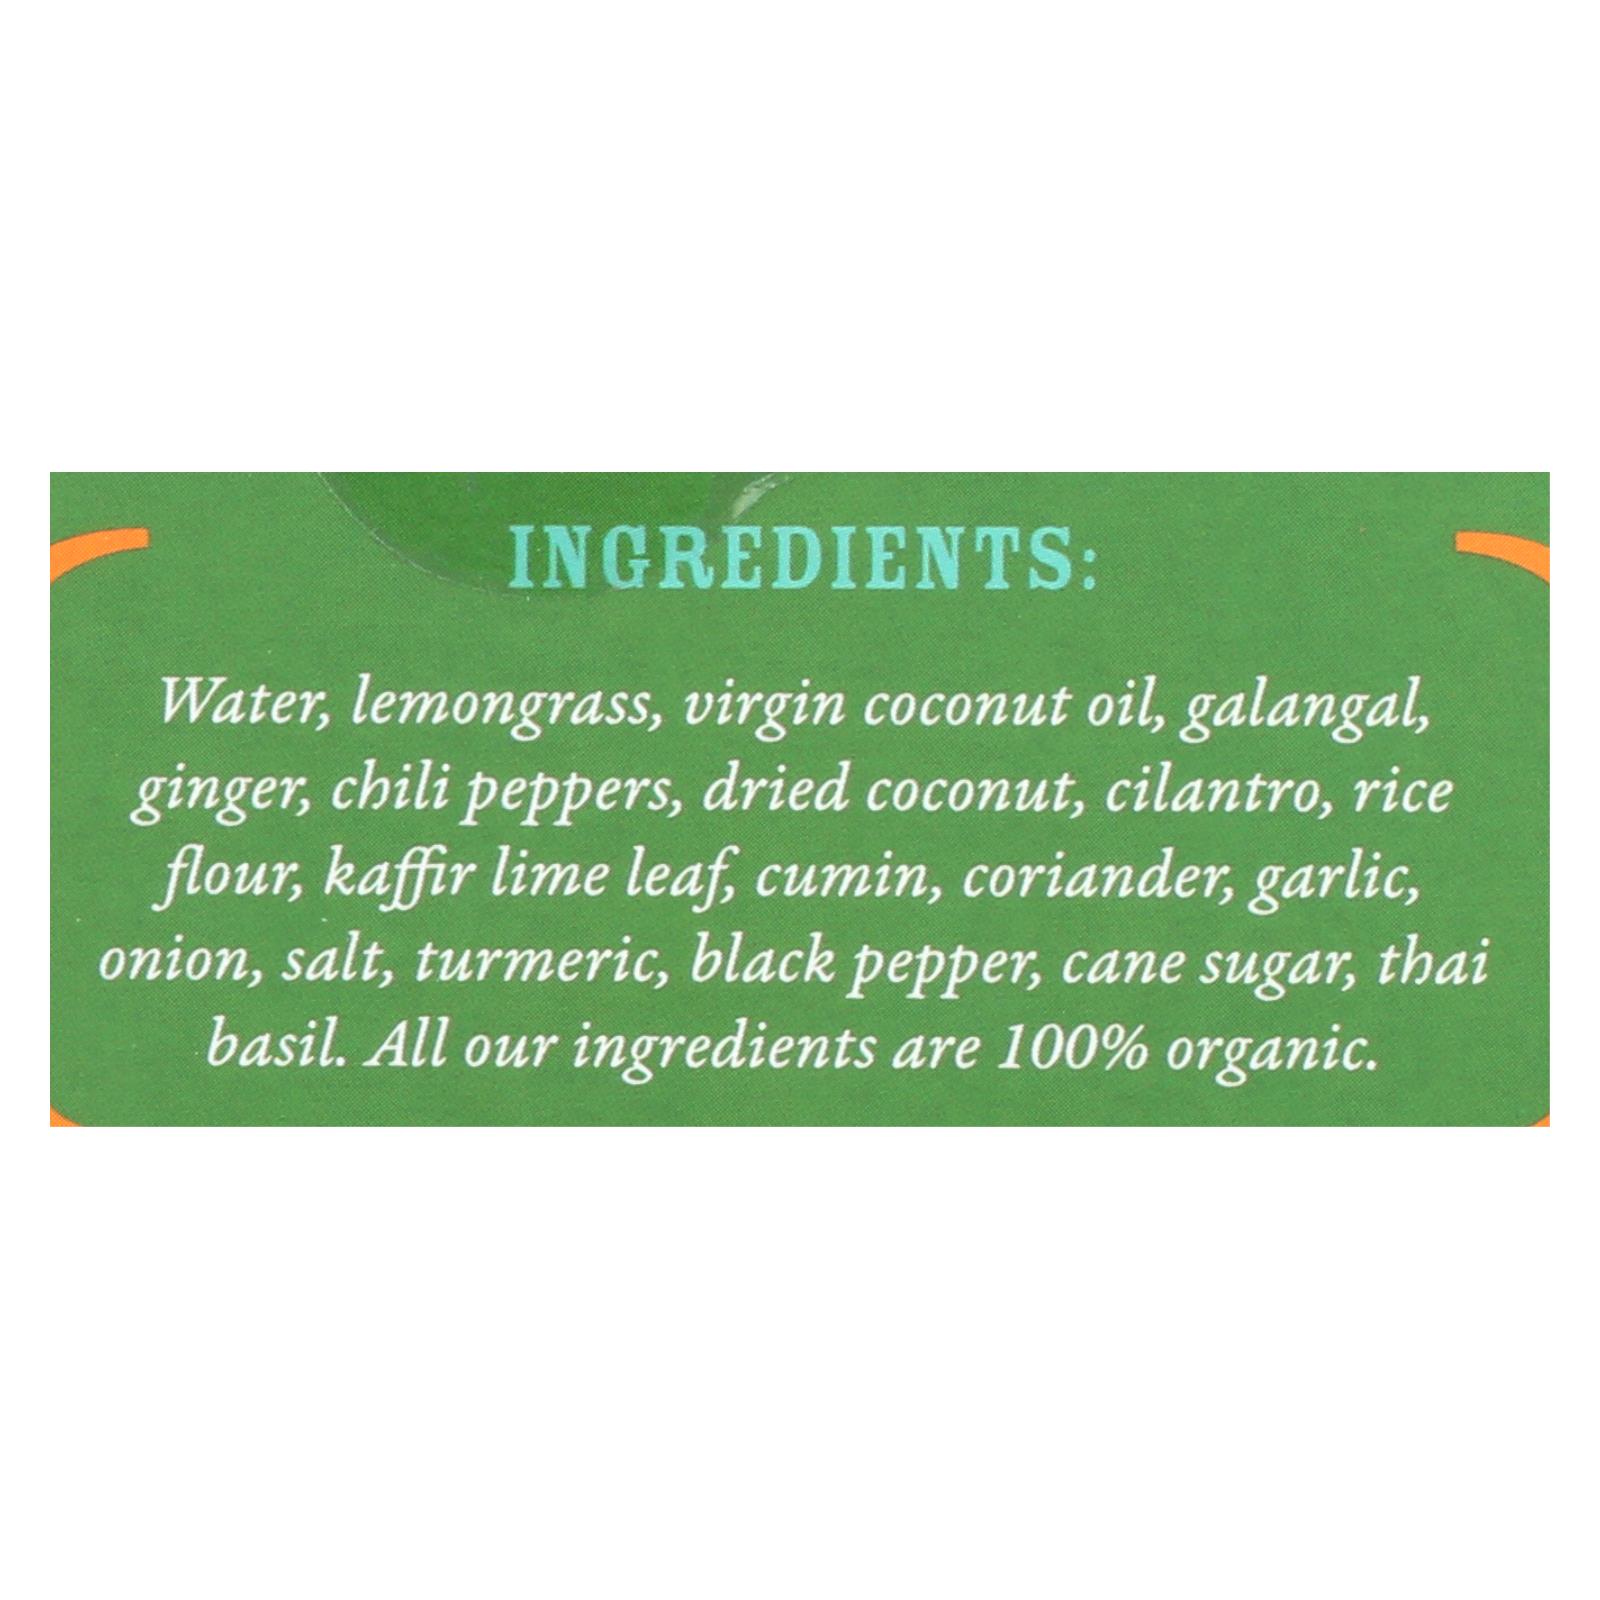 INGREDIENTS:
Water, lemongrass, virgin coconut oil, galangal,
ginger, chili peppers, dried coconut, cilantro, rice
flour, kaffir lime leaf, cumin, coriander, garlic,
onion, salt, turmeric, black pepper, cane sugar, thai
basil. All our ingredients are 100% organic.